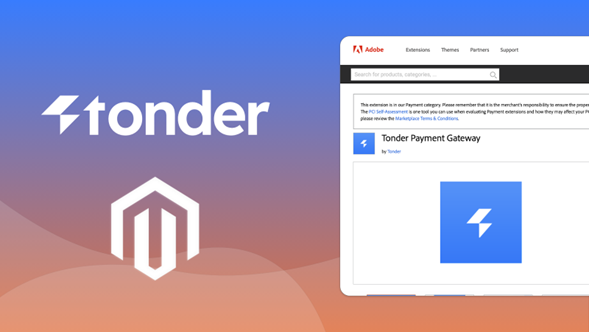 tonder
Adobe
Extensions Themes Partners Support
Search for products, categories, ...
This extension is in our Payment category. Please remember that it is the merchant's responsibility to ensure the prope
The PCI Self-Assessment is one tool you can use when evaluating Payment extensions and how they may affect your P
please review the Marketplace Terms & Conditions.
Tonder Payment Gateway
by Tonder